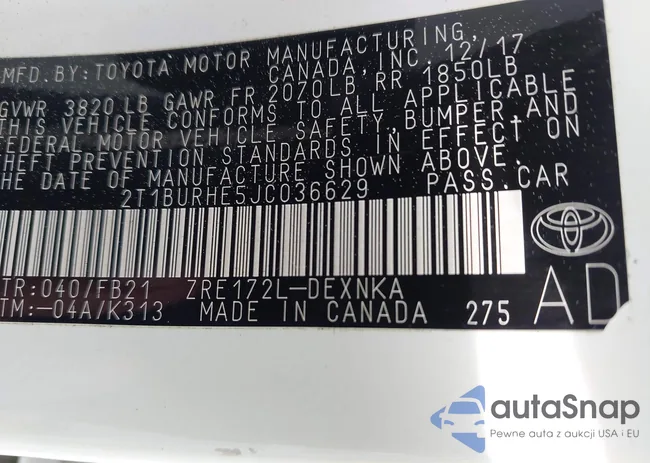 MFD. BY: TOYOTA MOTOR MANUFACTURING,
CANADA, INC. 12/17
GVWR 3820 LB GAWR FR 2070LB RR 1850LB
THIS VEHICLE CONFORMS TO ALL APPLICABLE
FEDERAL MOTOR VEHICLE SAFETY, BUMPER AND
THEFT PREVENTION STANDARDS IN EFFECT ON
THE DATE OF MANUFACTURE SHOWN ABOVE.
2T1BURHE5JC036629 PASS. CAR
TR: 040/FB21 ZRE172L-DEXNKA
TM: -04A/K313 MADE IN CANADA 275
AD
autaSnap
Pewne auta z aukcji USA i EU